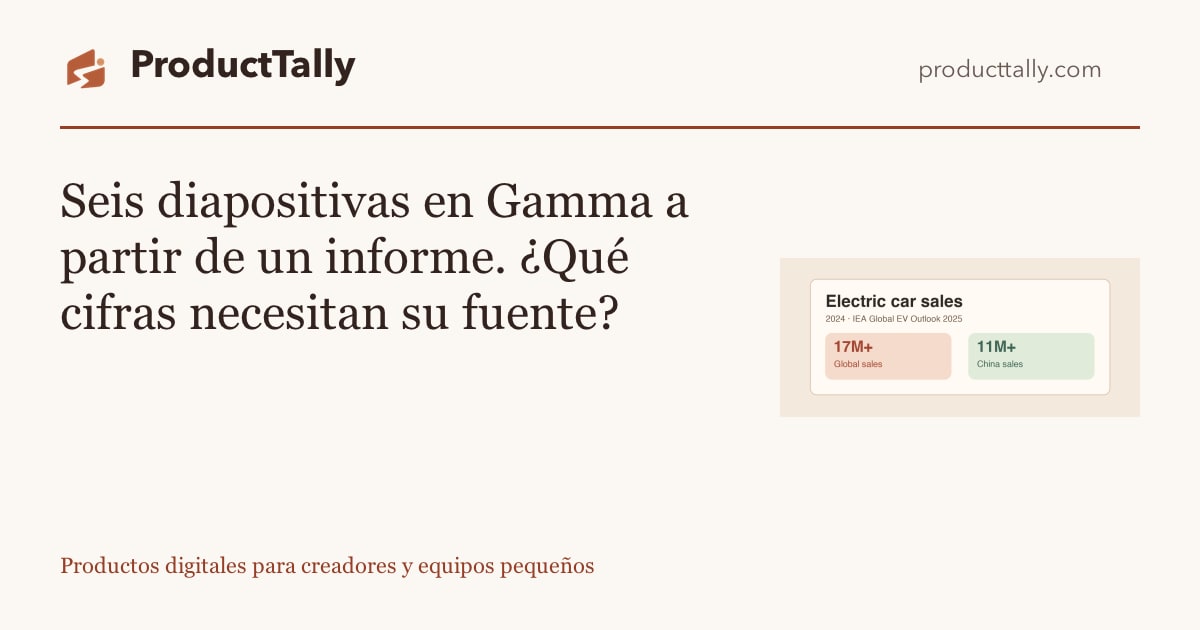 ProductTally
producttally.com
Seis diapositivas en Gamma a
partir de un informe. ¿Qué
cifras necesitan su fuente?
Electric car sales
2024 · IEA Global EV Outlook 2025
17M+
Global sales
11M+
China sales
Productos digitales para creadores y equipos pequeños